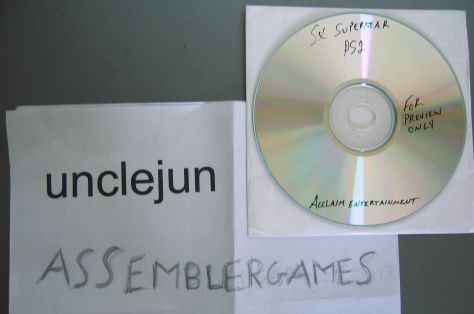 SX SUPERSTAR
PS2
FOR
PREVIEW
ONLY
ACCLAIM ENTERTAINMENT
unclejun
ASSEMBLERGAMES